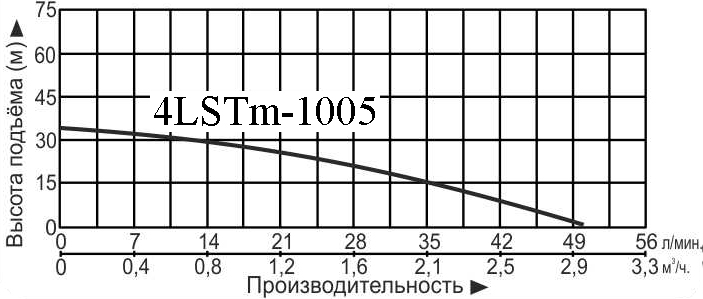 Высота подъёма (м) ►
75
60
45
30
15
0
4LSTm-1005
0 7 14 21 28 35 42 49 56 л/мин.
0 0,4 0,8 1,2 1,6 2,1 2,5 2,9 3,3 м³/ч.
Производительность ►